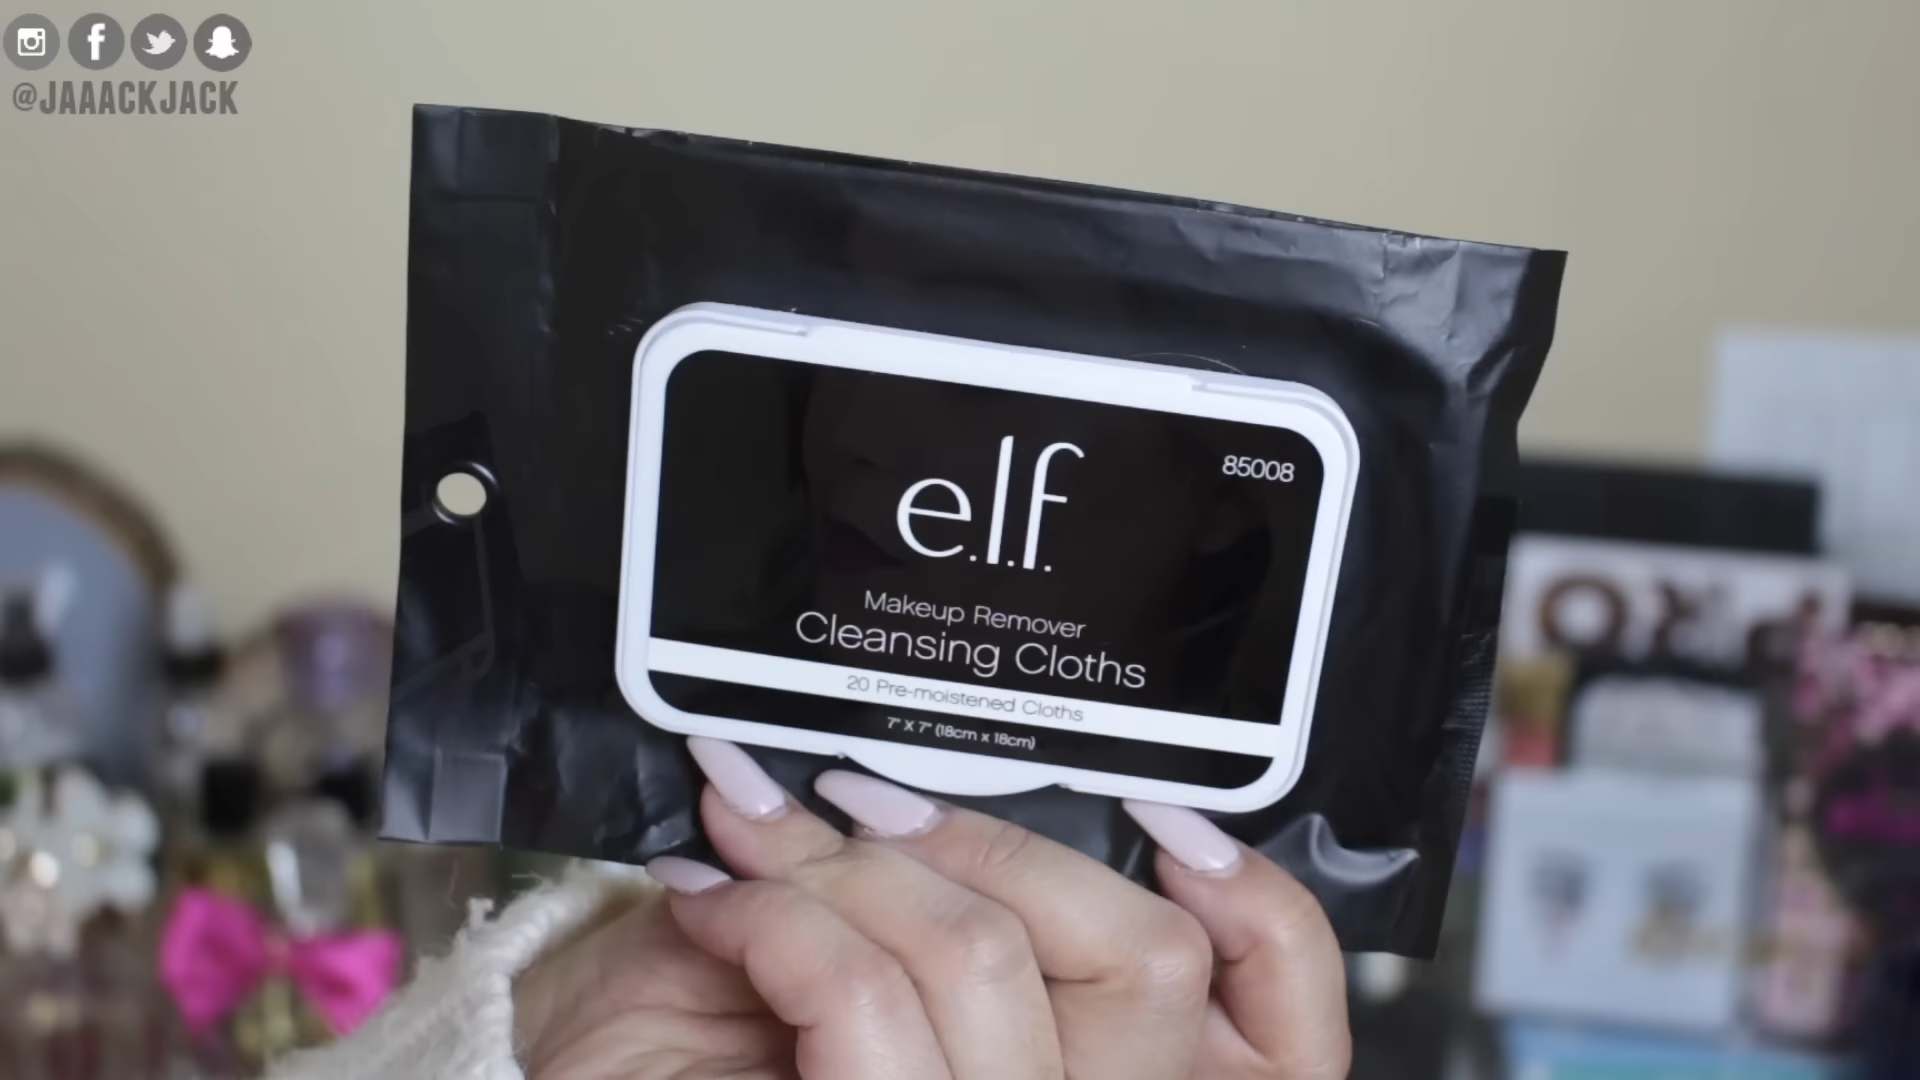 @JAAACKJACK
e.l.f.
85008
Makeup Remover
Cleansing Cloths
20 Pre-moistened Cloths
7" X 7" (18cm x 18cm)